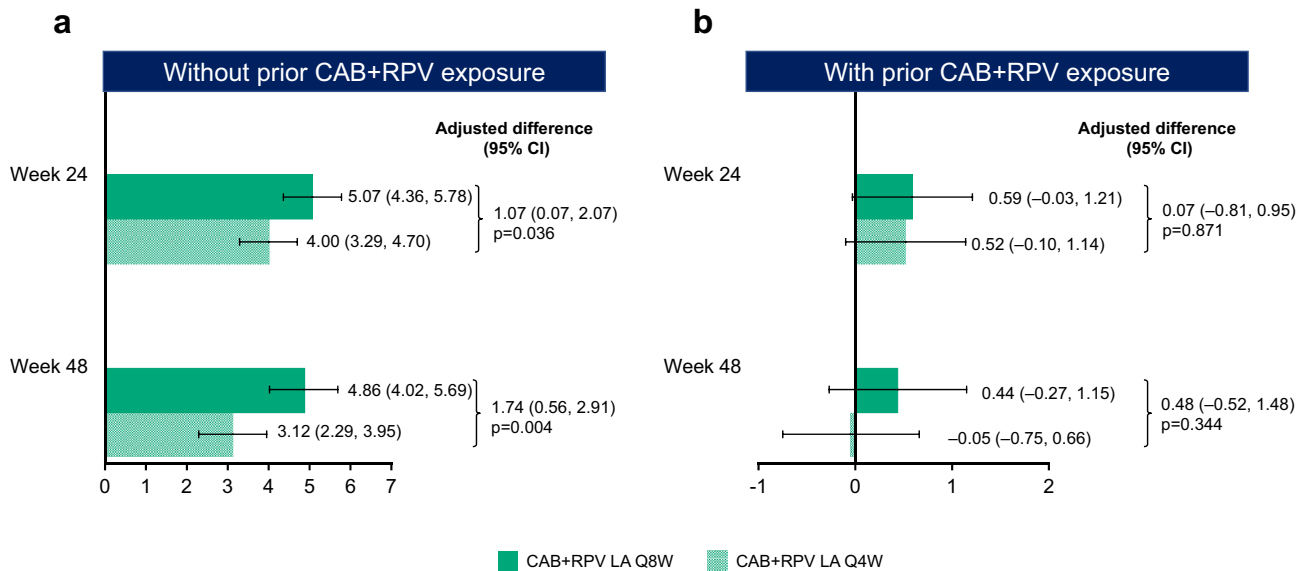 a
Without prior CAB+RPV exposure
Adjusted difference
(95% CI)
Week 24
5.07 (4.36, 5.78)
4.00 (3.29, 4.70)
1.07 (0.07, 2.07)
p=0.036
Week 48
4.86 (4.02, 5.69)
3.12 (2.29, 3.95)
1.74 (0.56, 2.91)
p=0.004
0 1 2 3 4 5 6 7
b
With prior CAB+RPV exposure
Adjusted difference
(95% CI)
Week 24
0.59 (–0.03, 1.21)
0.52 (–0.10, 1.14)
0.07 (–0.81, 0.95)
p=0.871
Week 48
0.44 (–0.27, 1.15)
–0.05 (–0.75, 0.66)
0.48 (–0.52, 1.48)
p=0.344
-1 0 1 2
CAB+RPV LA Q8W
CAB+RPV LA Q4W